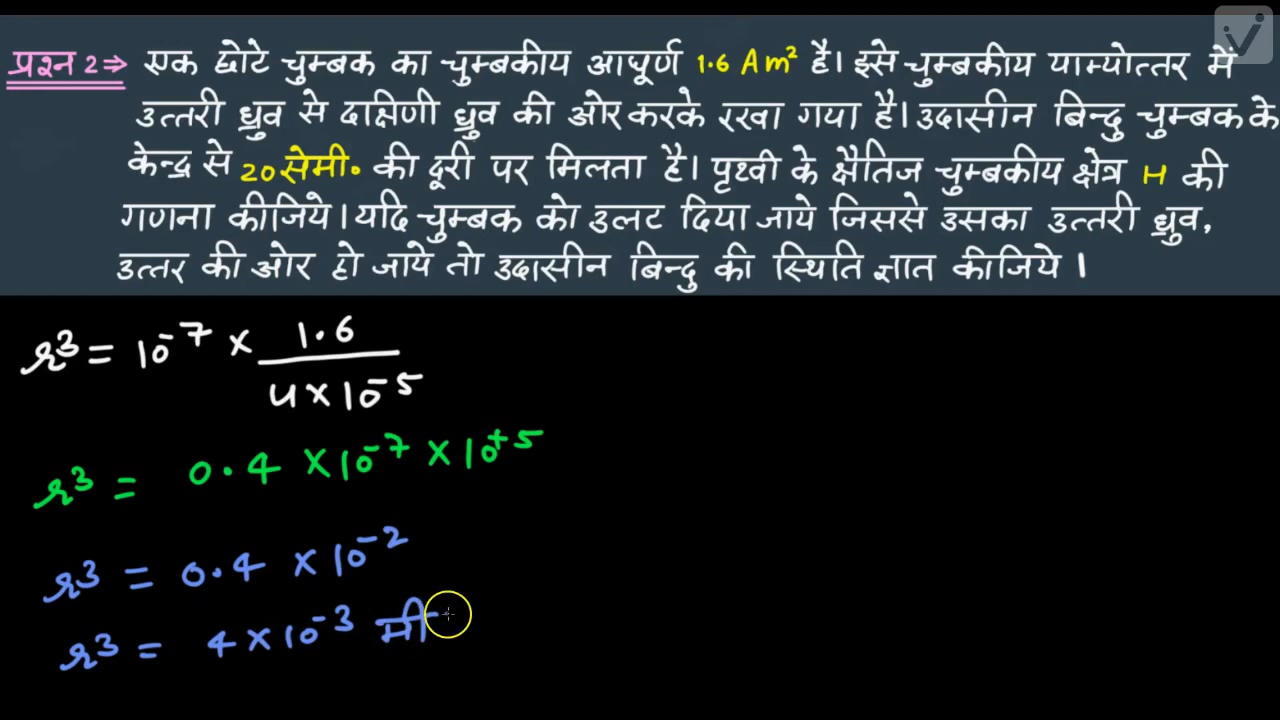 प्रश्न 2⇒ एक छोटे चुम्बक का चुम्बकीय आघूर्ण 1.6 A m² है। इसे चुम्बकीय याम्योत्तर में
उत्तरी ध्रुव से दक्षिणी ध्रुव की ओर करके रखा गया है। उदासीन बिन्दु चुम्बक के
केन्द्र से 20 सेमी॰ की दूरी पर मिलता है। पृथ्वी के क्षैतिज चुम्बकीय क्षेत्र H की
गणना कीजिये। यदि चुम्बक को उलट दिया जाये जिससे उसका उत्तरी ध्रुव,
उत्तर की ओर हो जाये तो उदासीन बिन्दु की स्थिति ज्ञात कीजिये।
r³ = 10⁻⁷ × 1.6 / 4×10⁻⁵
r³ = 0.4 × 10⁻⁷ × 10⁺⁵
r³ = 0.4 × 10⁻²
r³ = 4 × 10⁻³ मी